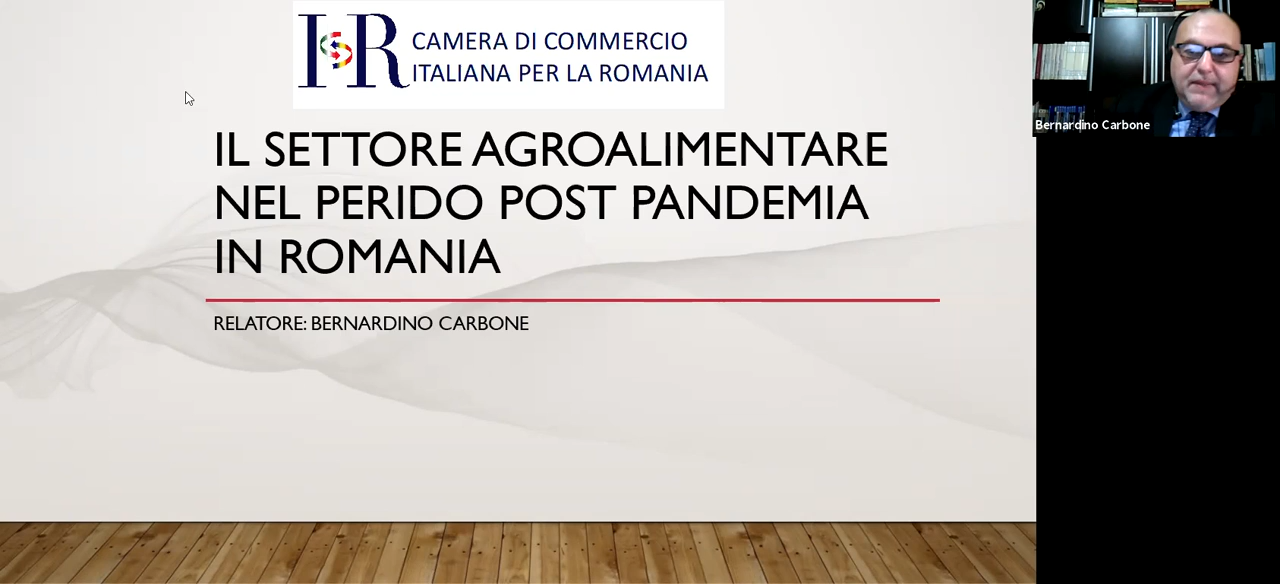 ISR CAMERA DI COMMERCIO
ITALIANA PER LA ROMANIA
IL SETTORE AGROALIMENTARE
NEL PERIDO POST PANDEMIA
IN ROMANIA
RELATORE: BERNARDINO CARBONE
Bernardino Carbone